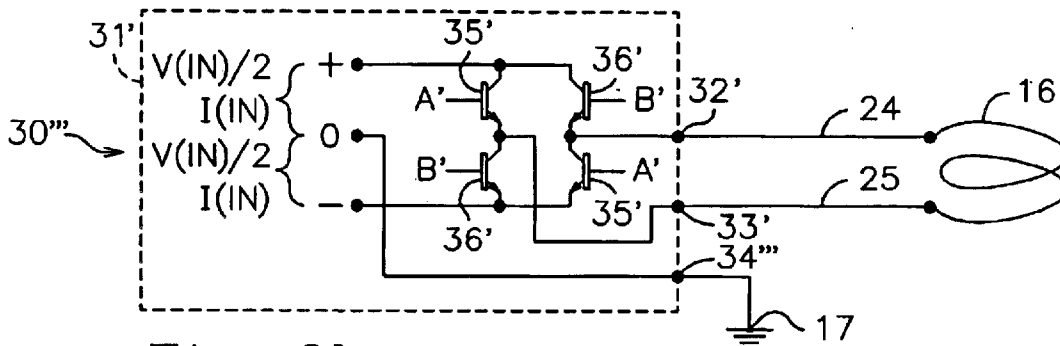 31'
35'
V(IN)/2
+
36'
A'
B'
32'
24
16
I(IN)
30'''
0
V(IN)/2
B'
A'
25
I(IN)
-
36'
35'
33'
34'''
17